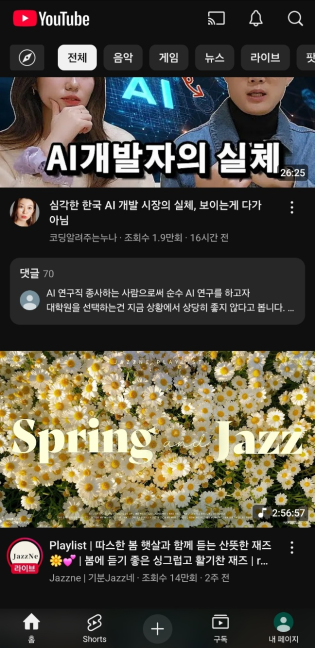 YouTube
전체
음악
게임
뉴스
라이브
팟
AI
AI개발자의 실체
26:25
심각한 한국 AI 개발 시장의 실체, 보이는게 다가
아님
코딩알려주는누나 · 조회수 1.9만회 · 16시간 전
댓글 70
AI 연구직 종사하는 사람으로써 순수 AI 연구를 하고자
대학원을 선택하는건 지금 상황에서 상당히 좋지 않다고 봅니다. ...
JAZZNE PLAYLIST
Spring and Jazz
2:56:57
JazzNe
라이브
Playlist | 따스한 봄 햇살과 함께 듣는 산뜻한 재즈
🌼💕 | 봄에 듣기 좋은 싱그럽고 활기찬 재즈 | r...
Jazzne | 기분Jazz네 · 조회수 14만회 · 2주 전
홈
Shorts
구독
내 페이지